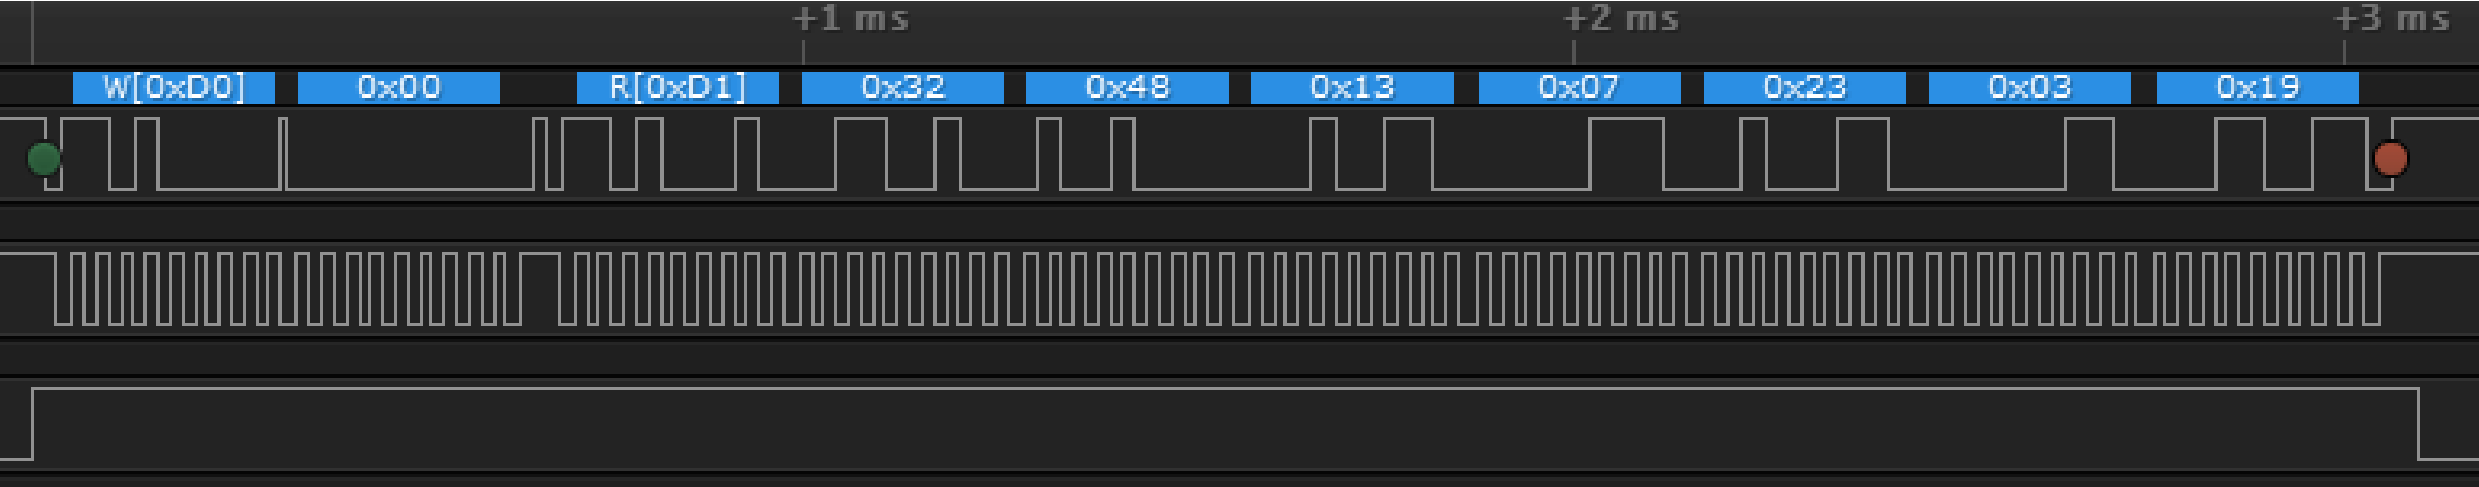 +1 ms +2 ms +3 ms
W[0xD0] 0x00 R[0xD1] 0x32 0x48 0x13 0x07 0x23 0x03 0x19